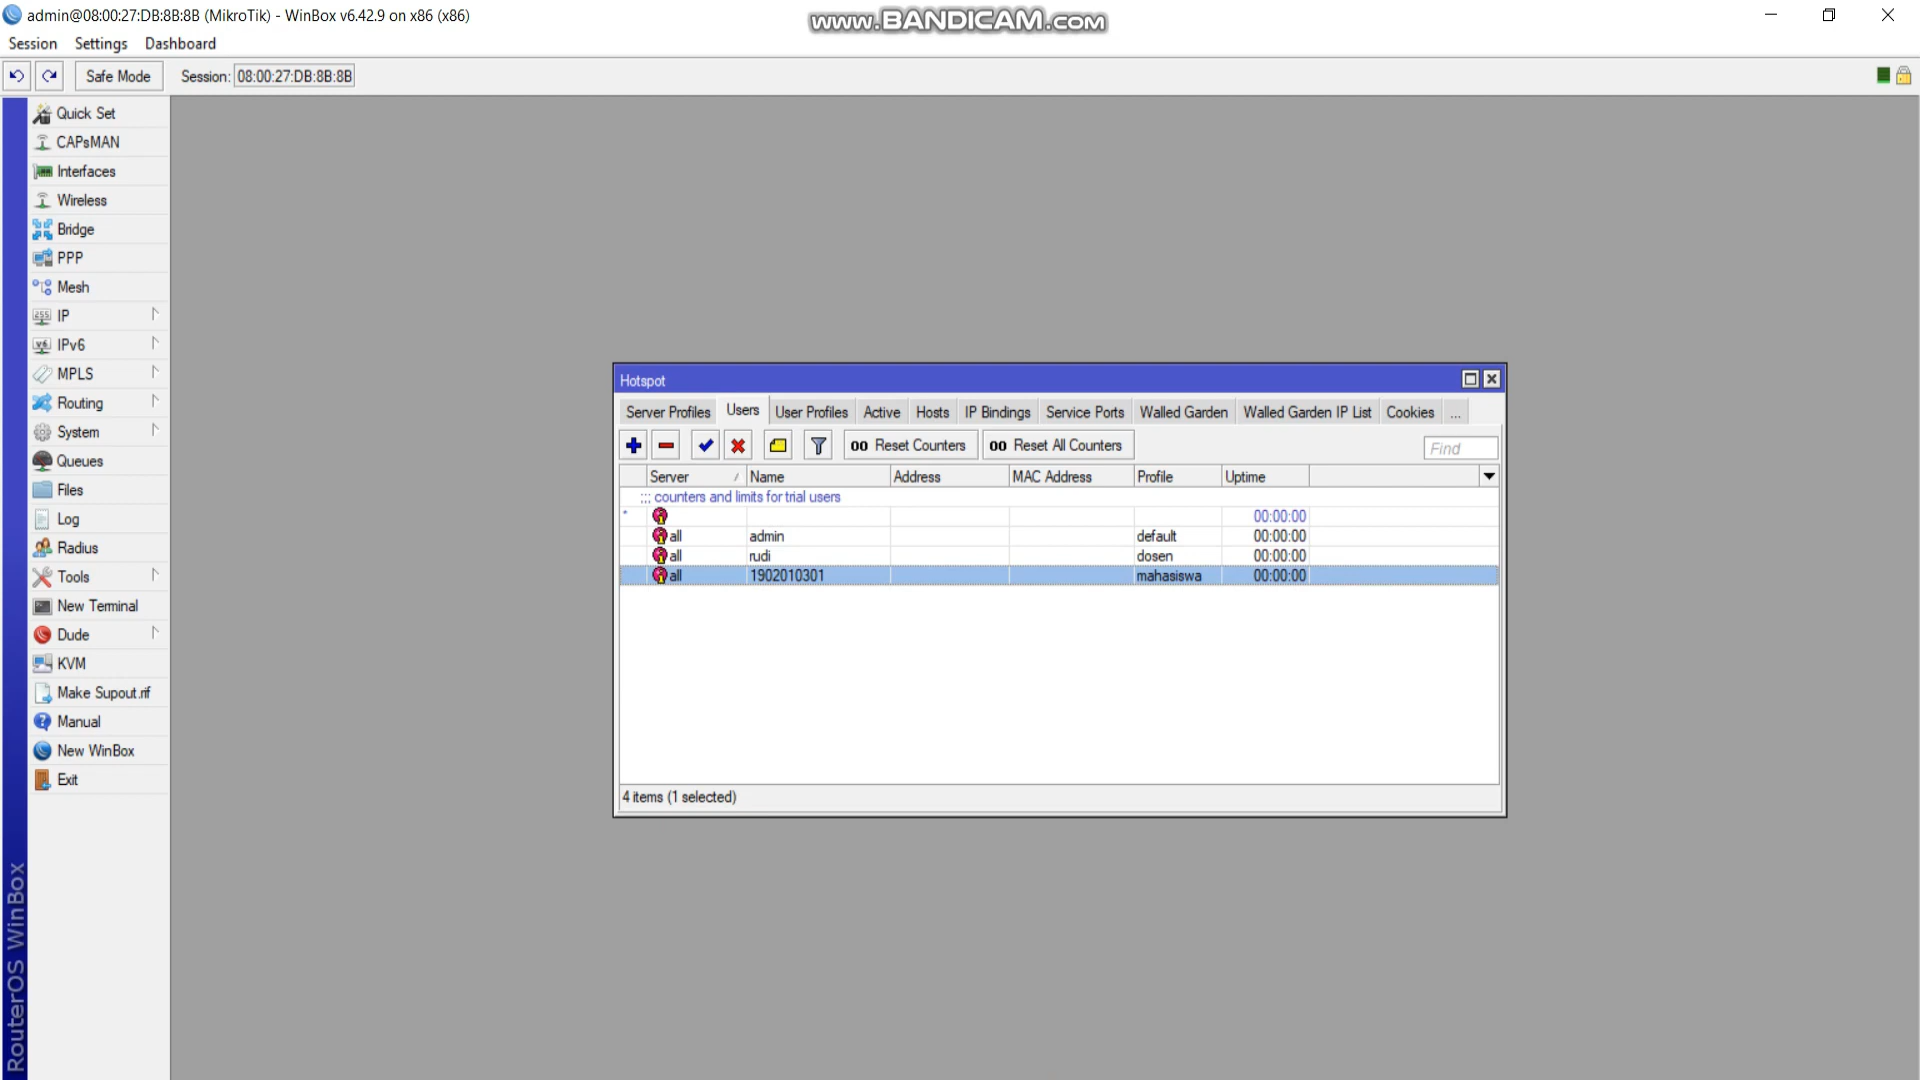 admin@08:00:27:DB:8B:8B (MikroTik) - WinBox v6.42.9 on x86 (x86)
www.BANDICAM.com
Session Settings Dashboard
Safe Mode Session: 08:00:27:DB:8B:8B
Quick Set
CAPsMAN
Interfaces
Wireless
Bridge
PPP
Mesh
255 IP
v6 IPv6
MPLS
Routing
System
Queues
Files
Log
Radius
Tools
New Terminal
Dude
KVM
Make Supout.rif
Manual
New WinBox
Exit
RouterOS WinBox
Hotspot
Server Profiles Users User Profiles Active Hosts IP Bindings Service Ports Walled Garden Walled Garden IP List Cookies ...
00 Reset Counters 00 Reset All Counters Find
Server / Name Address MAC Address Profile Uptime
;;; counters and limits for trial users
* 00:00:00
all admin default 00:00:00
all rudi dosen 00:00:00
all 1902010301 mahasiswa 00:00:00
4 items (1 selected)